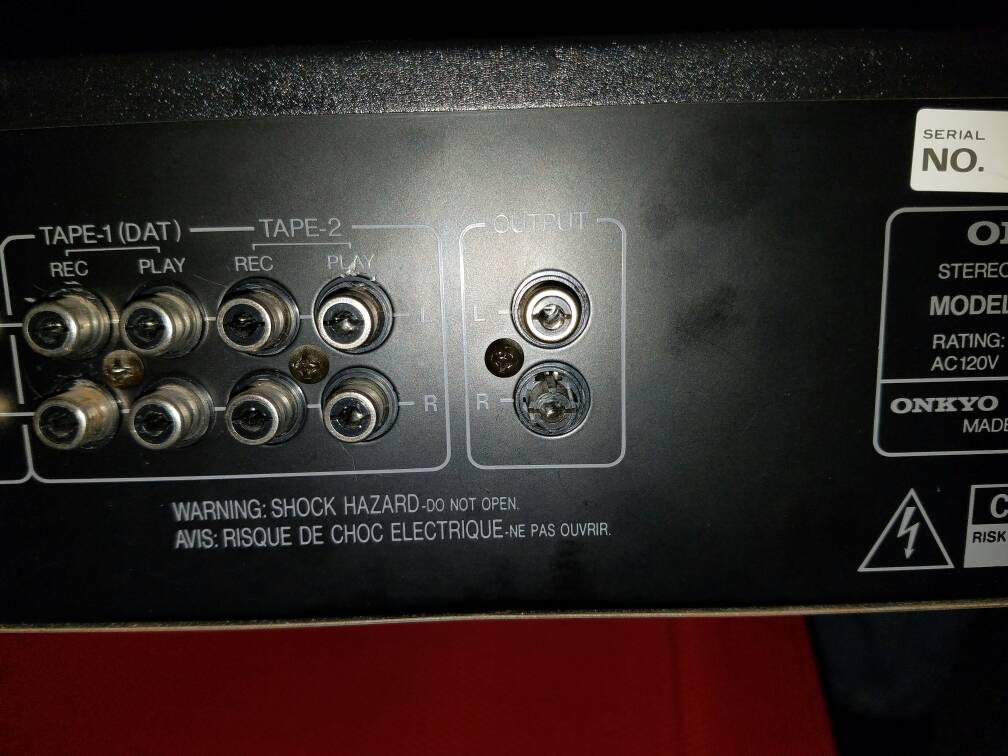 SERIAL
NO.
TAPE-1 (DAT) TAPE-2 OUTPUT
REC PLAY REC PLAY
L L
R R
STEREO
MODEL
RATING:
AC120V
ONKYO
MADE
WARNING: SHOCK HAZARD-DO NOT OPEN.
AVIS: RISQUE DE CHOC ELECTRIQUE-NE PAS OUVRIR.
RISK